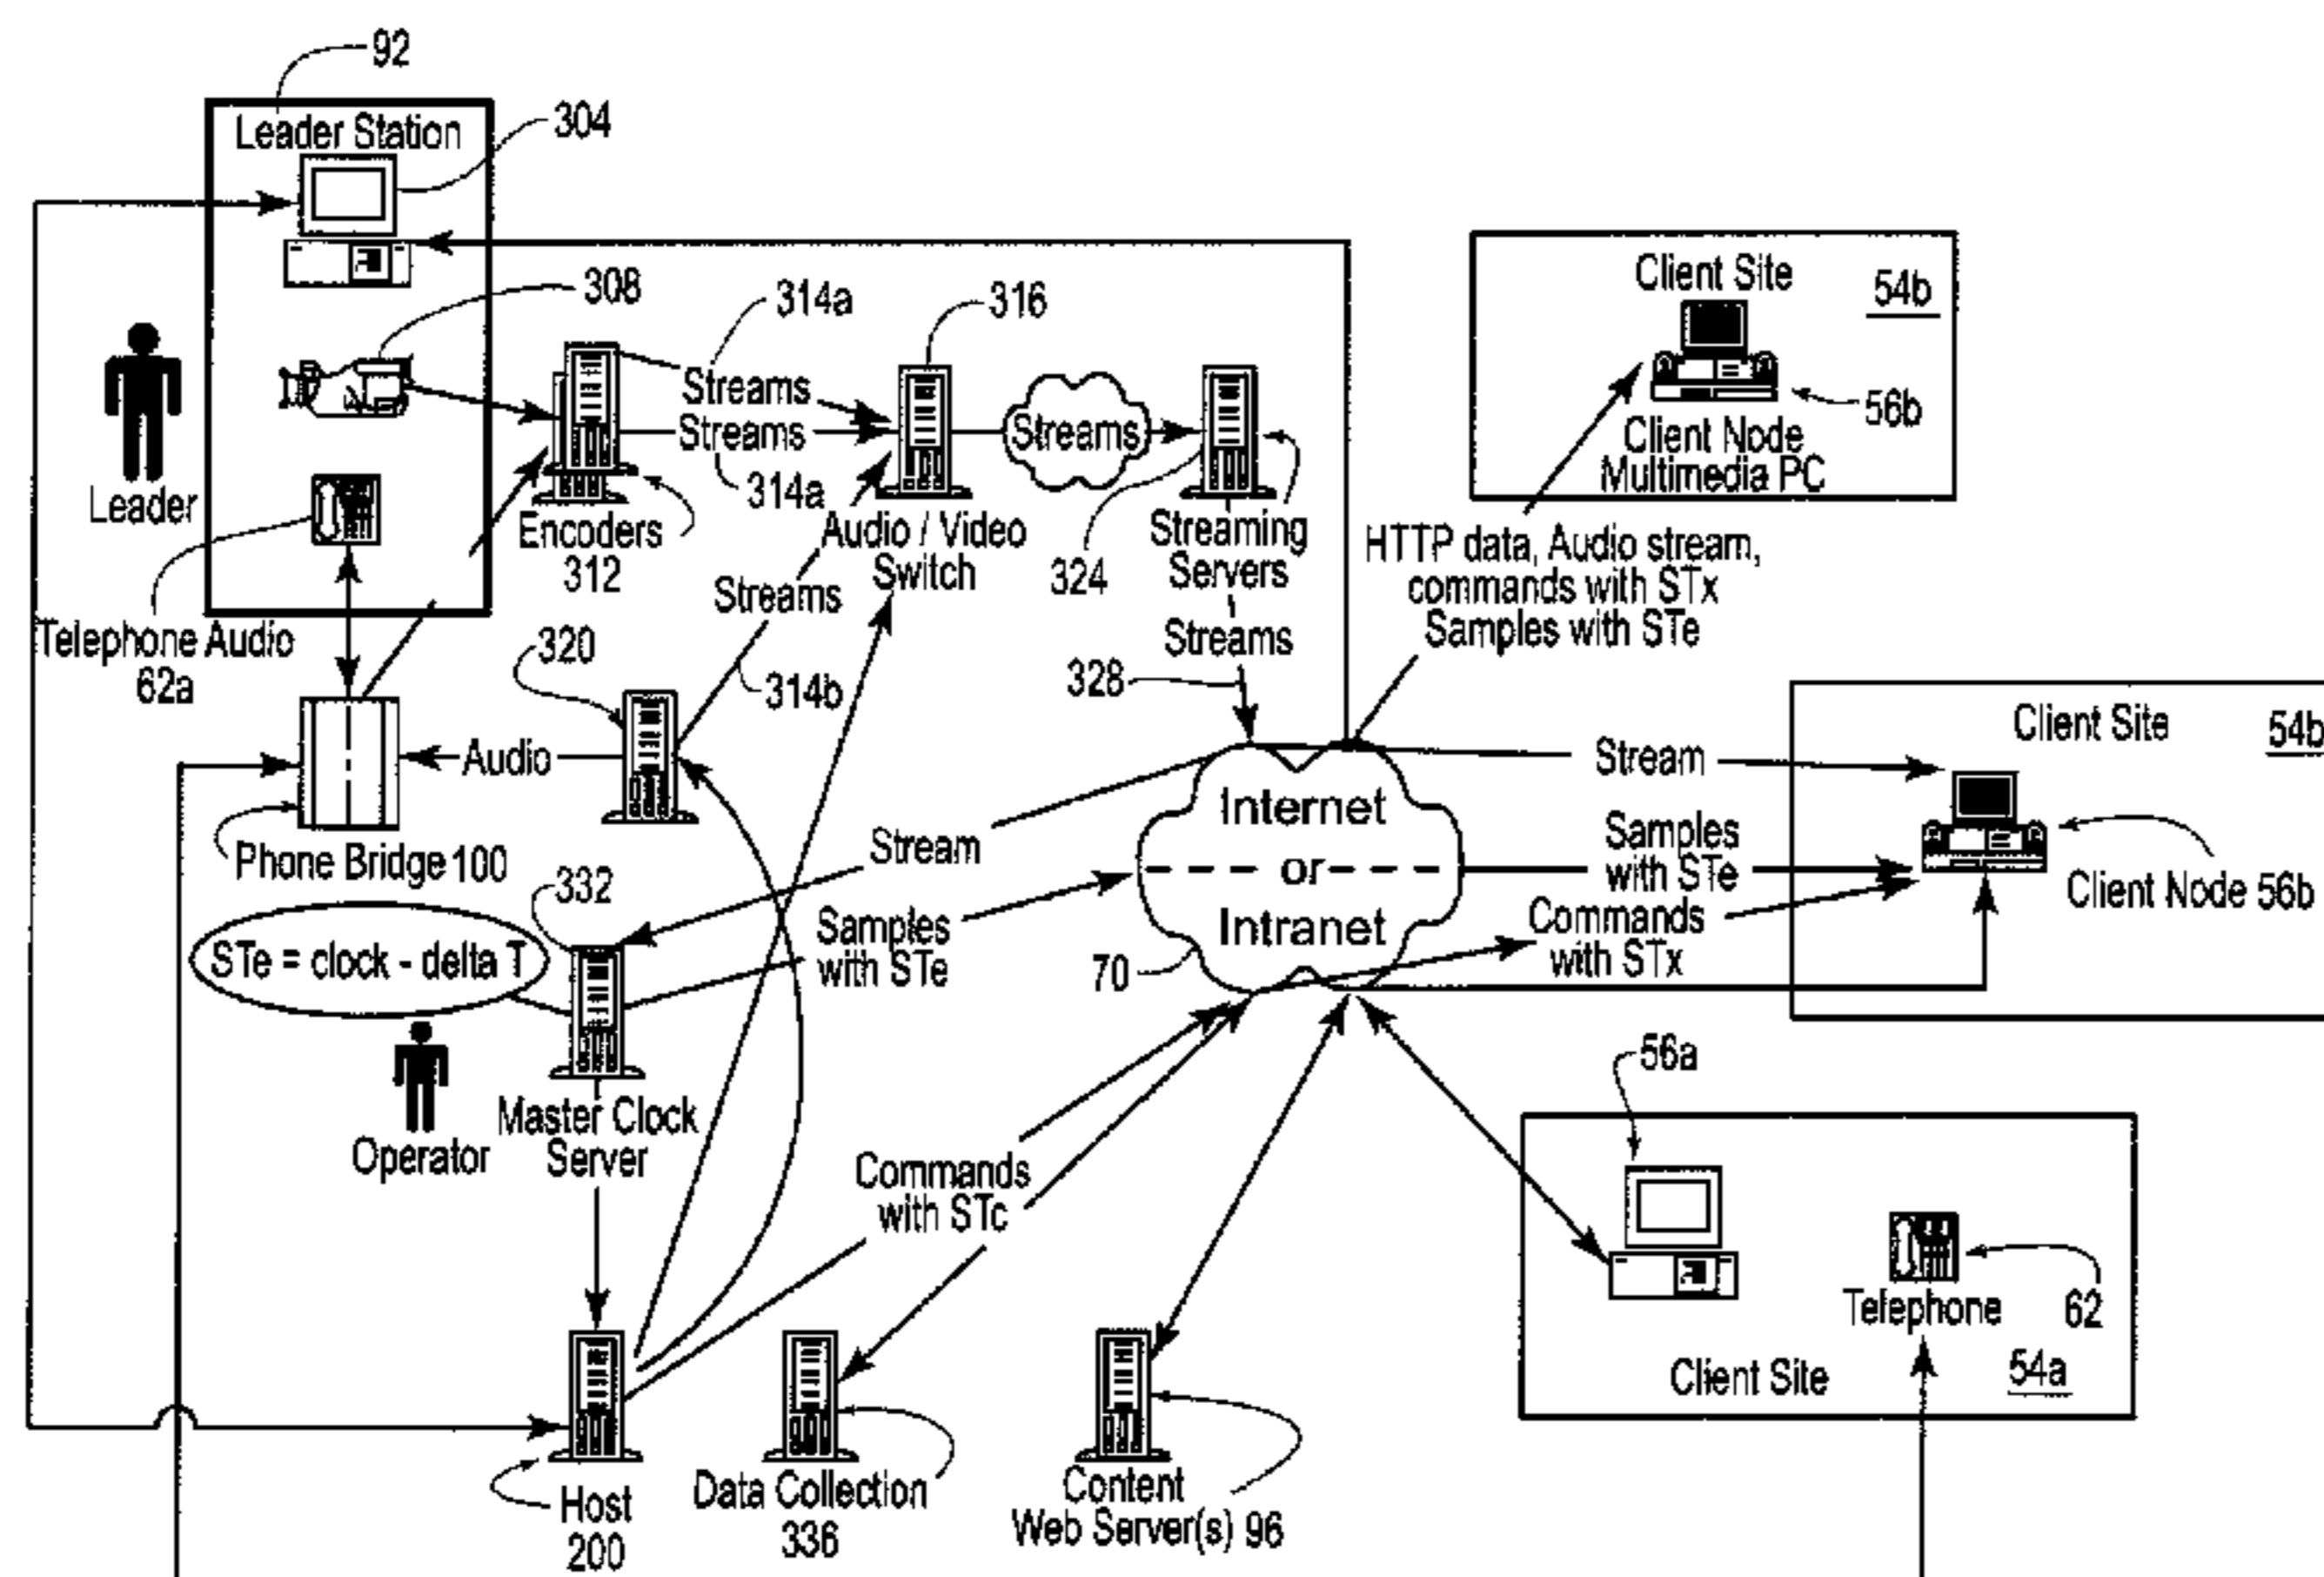 92
Leader Station
304
308
Leader
Telephone Audio
62a
314a
Streams
Streams
314a
Encoders
312
316
Audio / Video
Switch
Streams
324
Streaming
Servers
Streams
328
Streams
314b
320
Audio
Phone Bridge 100
332
STe = clock - delta T
Operator
Master Clock
Server
Stream
Samples
with STe
Internet
or
Intranet
70
Client Site
54b
56b
Client Node
Multimedia PC
HTTP data, Audio stream,
commands with STx
Samples with STe
Client Site
54b
Stream
Samples
with STe
Commands
with STx
Client Node 56b
56a
Telephone
62
Client Site
54a
Commands
with STc
Host
200
Data Collection
336
Content
Web Server(s) 96